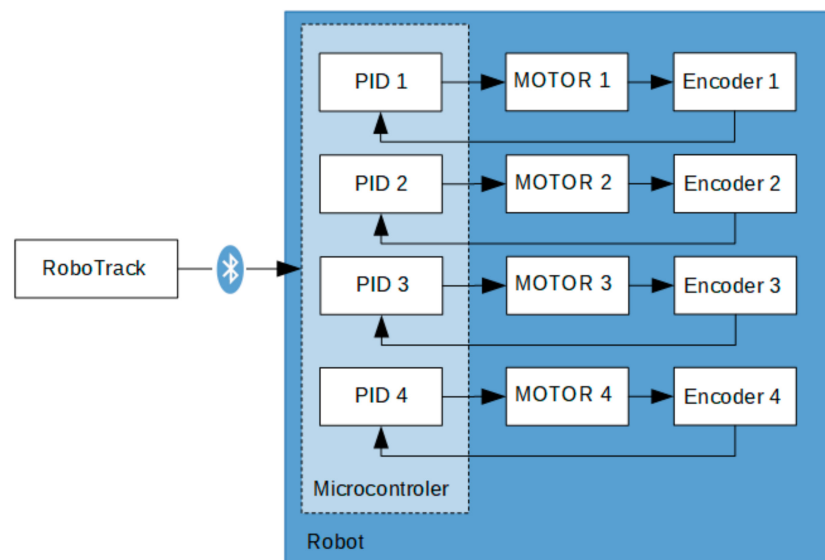 PID 1 MOTOR 1 Encoder 1
PID 2 MOTOR 2 Encoder 2
RoboTrack
PID 3 MOTOR 3 Encoder 3
PID 4 MOTOR 4 Encoder 4
Microcontroler
Robot